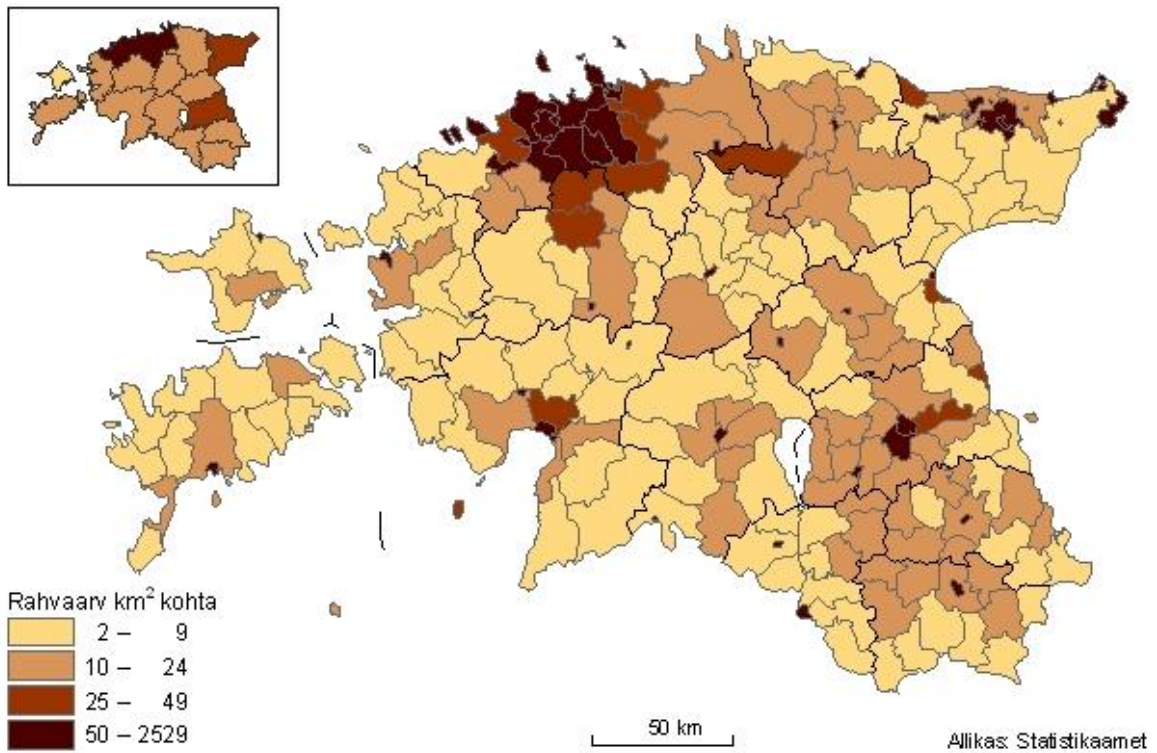 Rahvaarv km² kohta
2 – 9
10 – 24
25 – 49
50 – 2529
50 km
Allikas: Statistikaamet